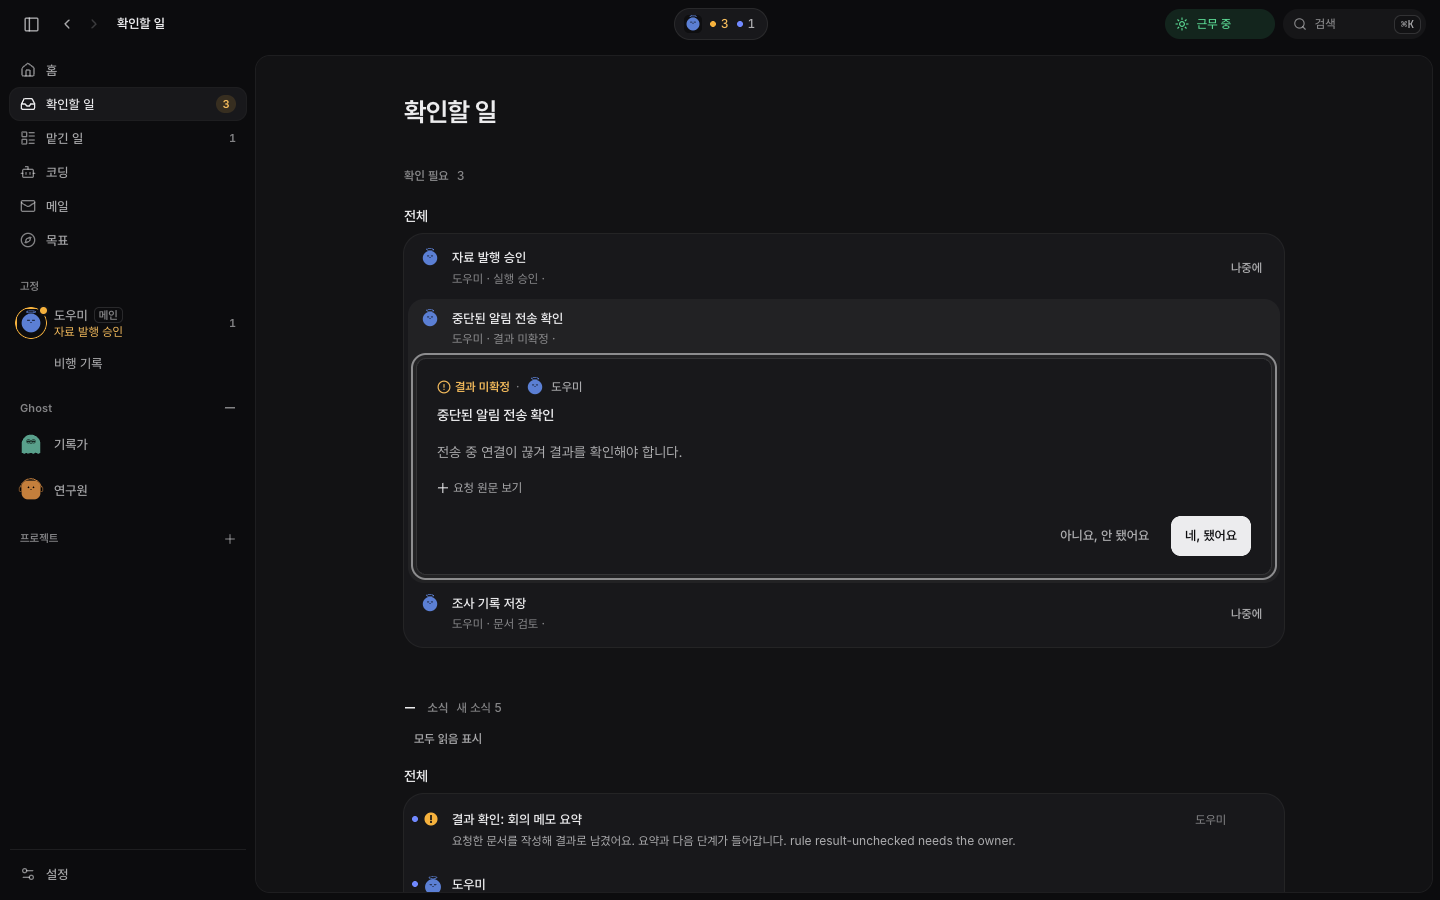 확인할 일
3 1
근무 중
검색 ⌘K
홈
확인할 일 3
맡긴 일 1
코딩
메일
목표
고정
도우미 메인
자료 발행 승인
1
비행 기록
Ghost
기록가
연구원
프로젝트
설정
확인할 일
확인 필요 3
전체
자료 발행 승인
도우미 · 실행 승인 ·
나중에
중단된 알림 전송 확인
도우미 · 결과 미확정 ·
결과 미확정 · 도우미
중단된 알림 전송 확인
전송 중 연결이 끊겨 결과를 확인해야 합니다.
요청 원문 보기
아니요, 안 됐어요 네, 됐어요
조사 기록 저장
도우미 · 문서 검토 ·
나중에
소식 새 소식 5
모두 읽음 표시
전체
결과 확인: 회의 메모 요약 도우미
요청한 문서를 작성해 결과로 남겼어요. 요약과 다음 단계가 들어갑니다. rule result-unchecked needs the owner.
도우미